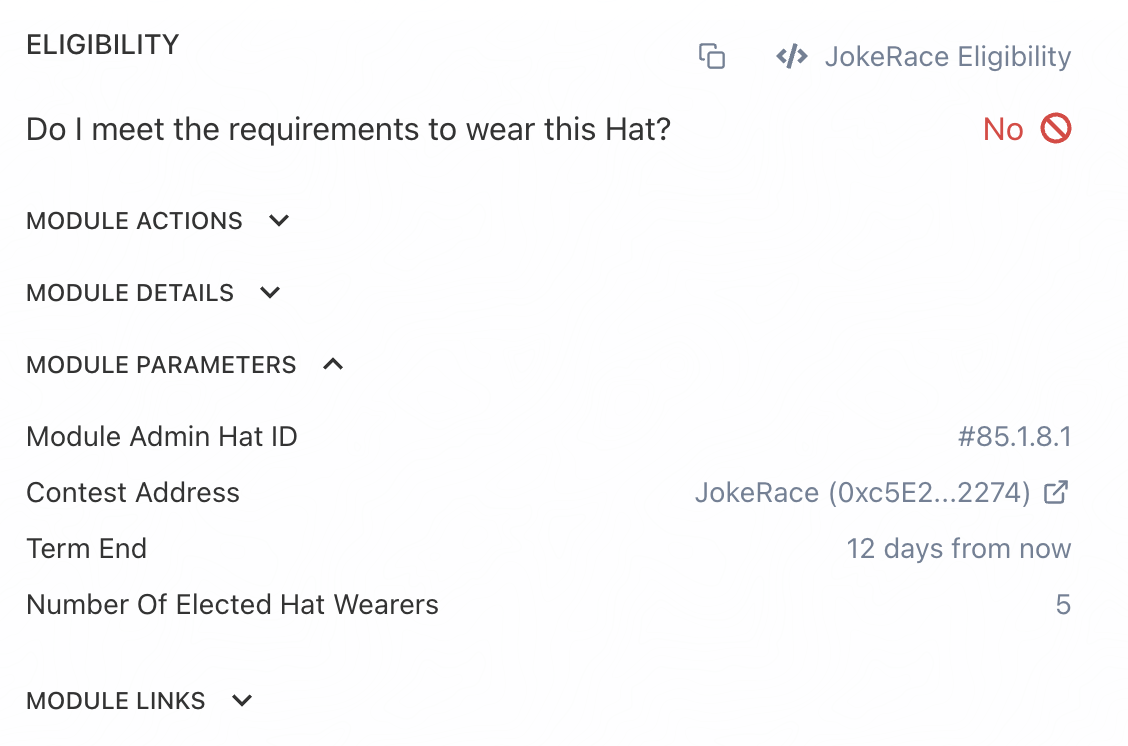 ELIGIBILITY
JokeRace Eligibility
Do I meet the requirements to wear this Hat? No
MODULE ACTIONS
MODULE DETAILS
MODULE PARAMETERS
Module Admin Hat ID #85.1.8.1
Contest Address JokeRace (0xc5E2...2274)
Term End 12 days from now
Number Of Elected Hat Wearers 5
MODULE LINKS